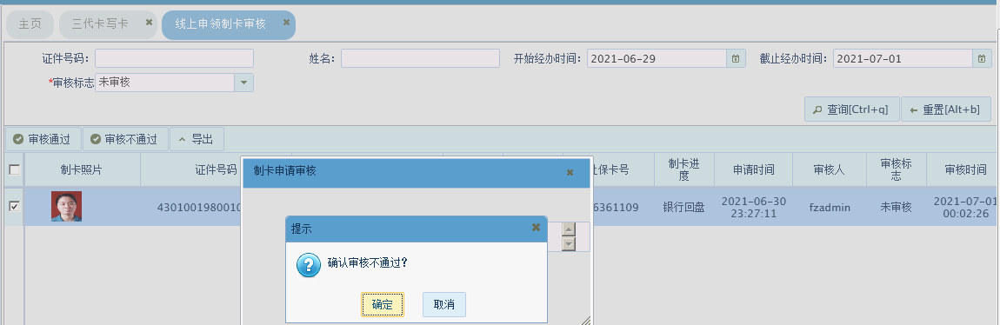 主页 三代卡写卡 线上申领制卡审核
证件号码： 姓名： 开始经办时间： 2021-06-29 截止经办时间： 2021-07-01
*审核标志 未审核
查询[Ctrl+q] 重置[Alt+b]
审核通过 审核不通过 导出
制卡照片 证件号码 保卡号 制卡进度 申请时间 审核人 审核标志 审核时间
4301001980010 6361109 银行回盘 2021-06-30 23:27:11 fzadmin 未审核 2021-07-01 00:02:26
制卡申请审核
提示
确认审核不通过?
确定 取消